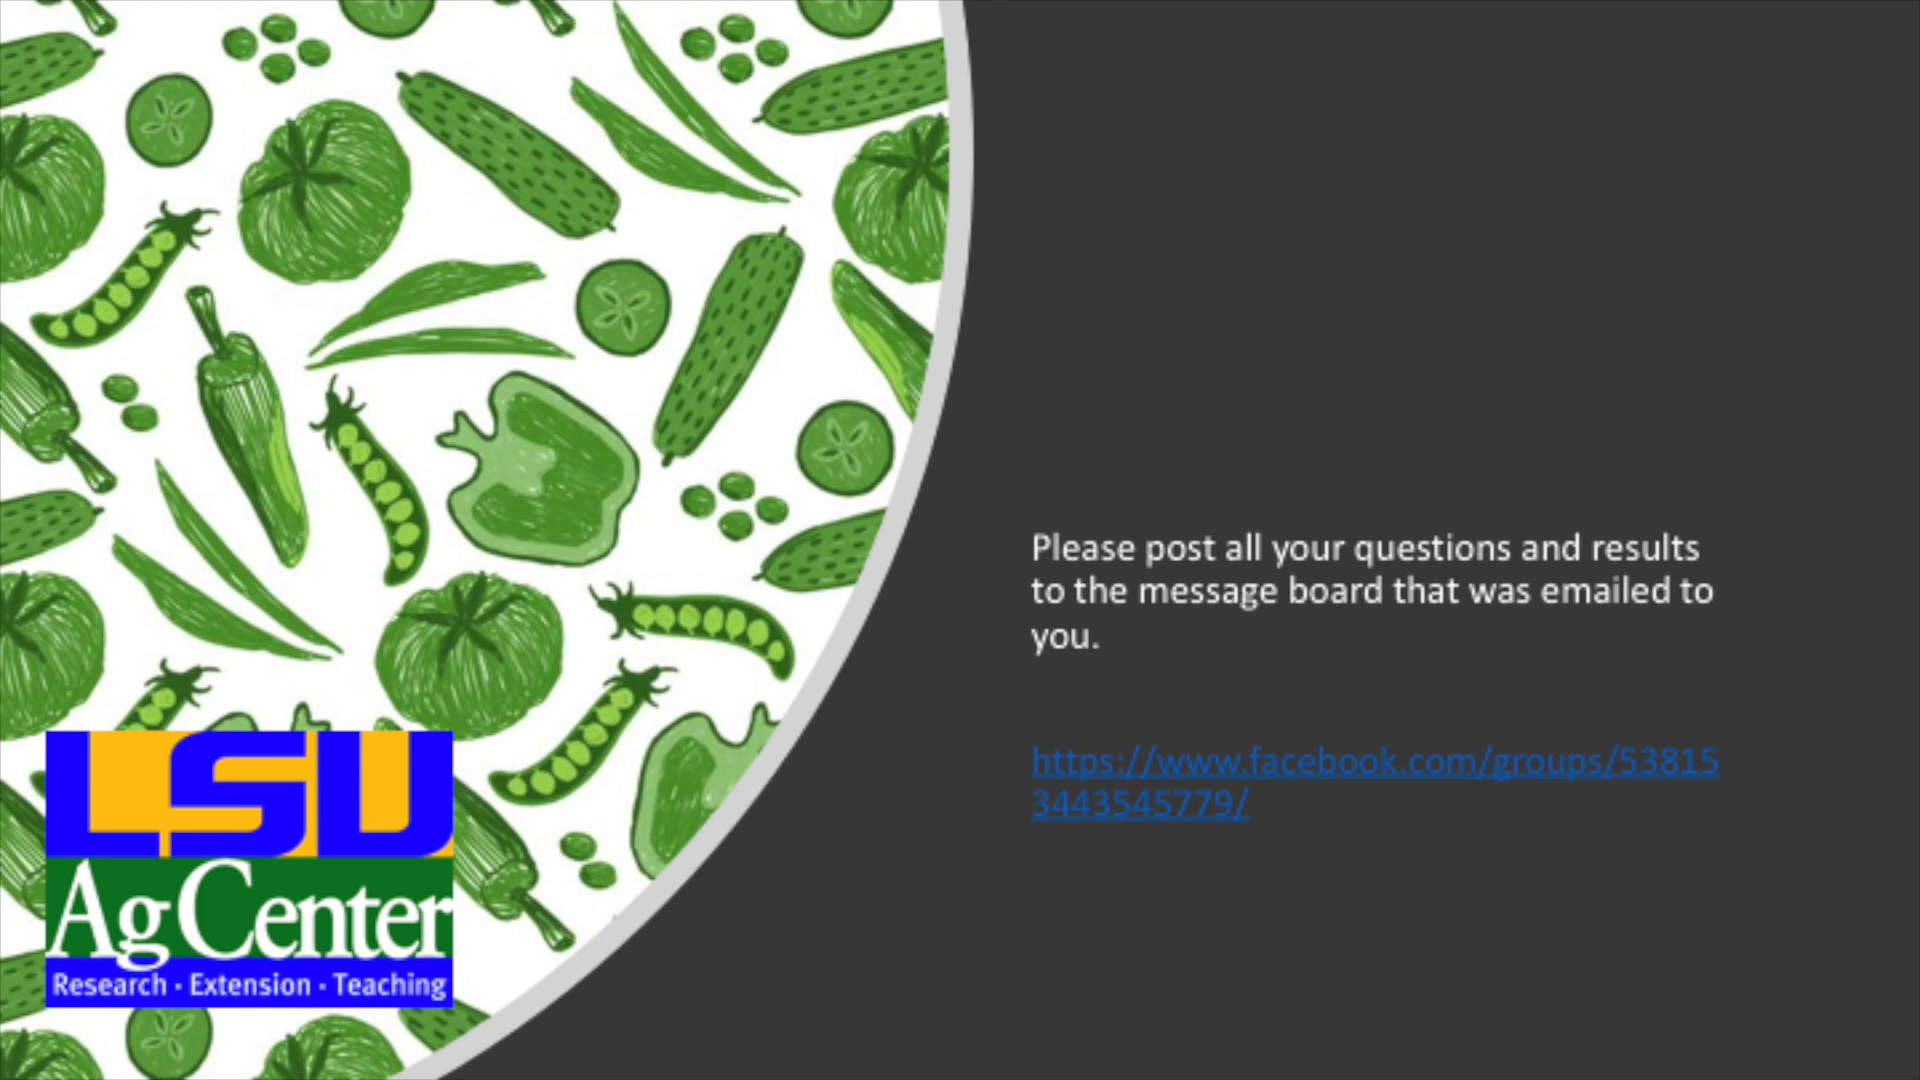 Please post all your questions and results
to the message board that was emailed to
you.
https://www.facebook.com/groups/53815
3443545779/
LSU
AgCenter
Research · Extension · Teaching